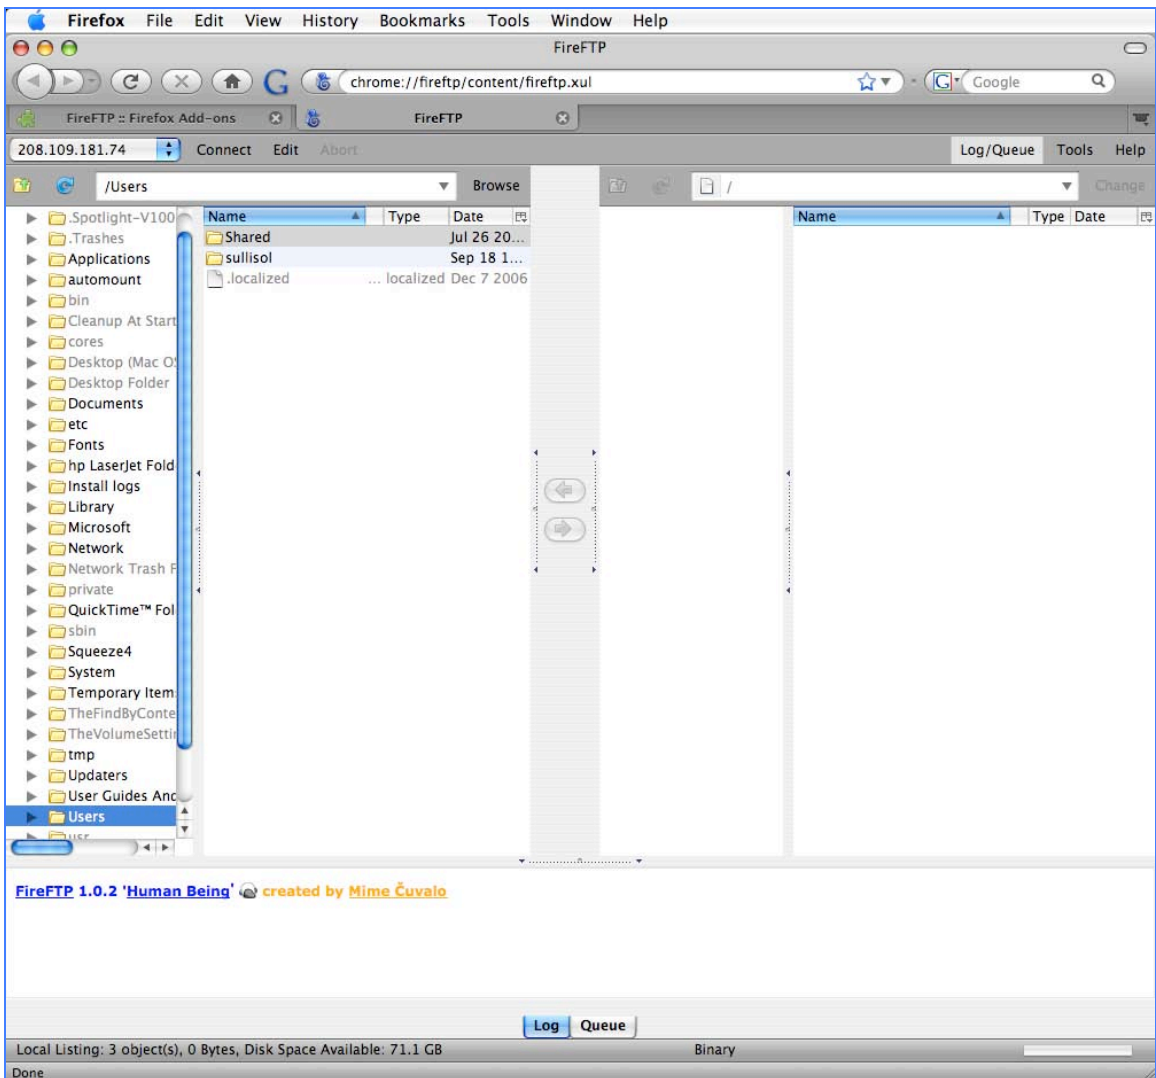 Firefox File Edit View History Bookmarks Tools Window Help
FireFTP
chrome://fireftp/content/fireftp.xul
Google
FireFTP :: Firefox Add-ons
FireFTP
208.109.181.74 Connect Edit Abort Log/Queue Tools Help
/Users Browse / Change
Name Type Date Name Type Date
.Spotlight-V100
.Trashes
Applications
automount
bin
Cleanup At Start
cores
Desktop (Mac OS
Desktop Folder
Documents
etc
Fonts
hp LaserJet Fold
Install logs
Library
Microsoft
Network
Network Trash F
private
QuickTime™ Fol
sbin
Squeeze4
System
Temporary Item
TheFindByConte
TheVolumeSettin
tmp
Updaters
User Guides And
Users
usr
Shared Jul 26 20...
sullisol Sep 18 1...
.localized ... localized Dec 7 2006
FireFTP 1.0.2 'Human Being' created by Mime Čuvalo
Log Queue
Local Listing: 3 object(s), 0 Bytes, Disk Space Available: 71.1 GB Binary
Done